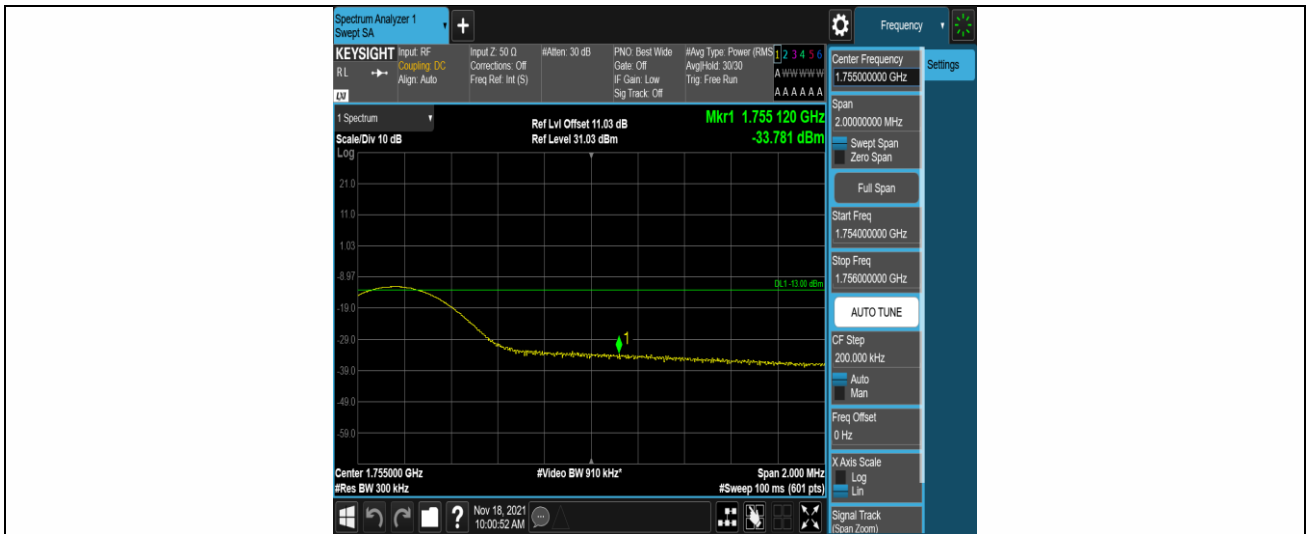 Spectrum Analyzer 1
Swept SA
Frequency
KEYSIGHT
RL
LXI
Input: RF
Coupling: DC
Align: Auto
Input Z: 50 Ω
Corrections: Off
Freq Ref: Int (S)
#Atten: 30 dB
PNO: Best Wide
Gate: Off
IF Gain: Low
Sig Track: Off
#Avg Type: Power (RMS
Avg|Hold: 30/30
Trig: Free Run
1 2 3 4 5 6
A W W W W W
A A A A A A
1 Spectrum
Scale/Div 10 dB
Ref Lvl Offset 11.03 dB
Ref Level 31.03 dBm
Mkr1 1.755 120 GHz
-33.781 dBm
Log
21.0
11.0
1.03
-8.97
DL1 -13.00 dBm
-19.0
-29.0
1
-39.0
-49.0
-59.0
Center 1.755000 GHz
#Video BW 910 kHz*
Span 2.000 MHz
#Res BW 300 kHz
#Sweep 100 ms (601 pts)
?
Nov 18, 2021
10:00:52 AM
Center Frequency
1.755000000 GHz
Settings
Span
2.00000000 MHz
Swept Span
Zero Span
Full Span
Start Freq
1.754000000 GHz
Stop Freq
1.756000000 GHz
AUTO TUNE
CF Step
200.000 kHz
Auto
Man
Freq Offset
0 Hz
X Axis Scale
Log
Lin
Signal Track
(Span Zoom)